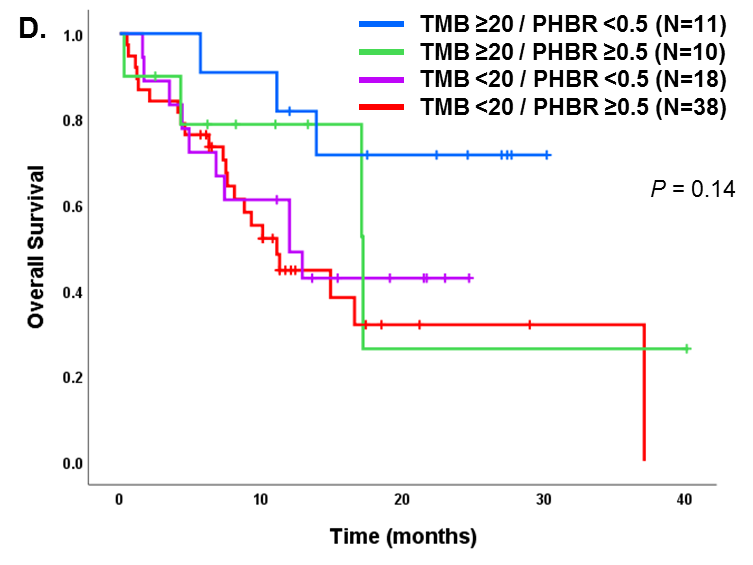 D.
TMB ≥20 / PHBR <0.5 (N=11)
TMB ≥20 / PHBR ≥0.5 (N=10)
TMB <20 / PHBR <0.5 (N=18)
TMB <20 / PHBR ≥0.5 (N=38)
P = 0.14
Overall Survival
1.0
0.8
0.6
0.4
0.2
0.0
0 10 20 30 40
Time (months)